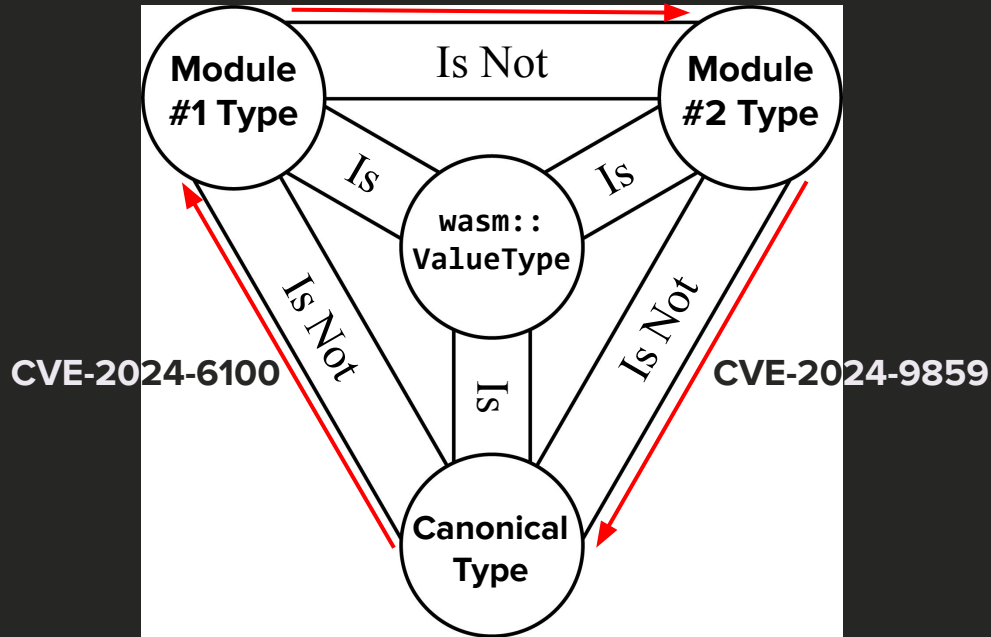 Module
#1 Type
Is Not
Module
#2 Type
Is
Is
wasm::
ValueType
Is Not
Is Not
CVE-2024-6100
CVE-2024-9859
Is
Canonical
Type